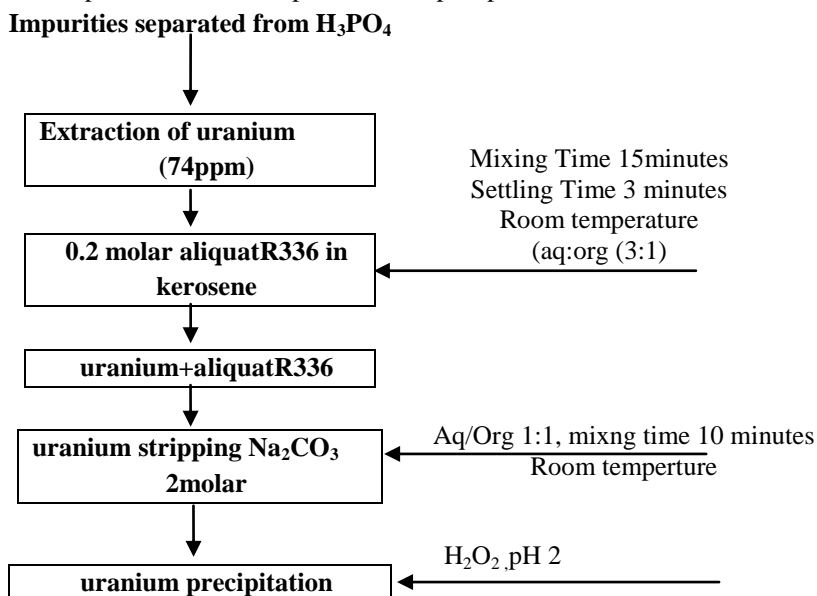 Impurities separated from H₃PO₄
Extraction of uranium
(74ppm)
Mixing Time 15minutes
Settling Time 3 minutes
Room temperature
(aq:org (3:1)
0.2 molar aliquatR336 in
kerosene
uranium+aliquatR336
uranium stripping Na₂CO₃
2molar
Aq/Org 1:1, mixng time 10 minutes
Room temperture
H₂O₂ ,pH 2
uranium precipitation